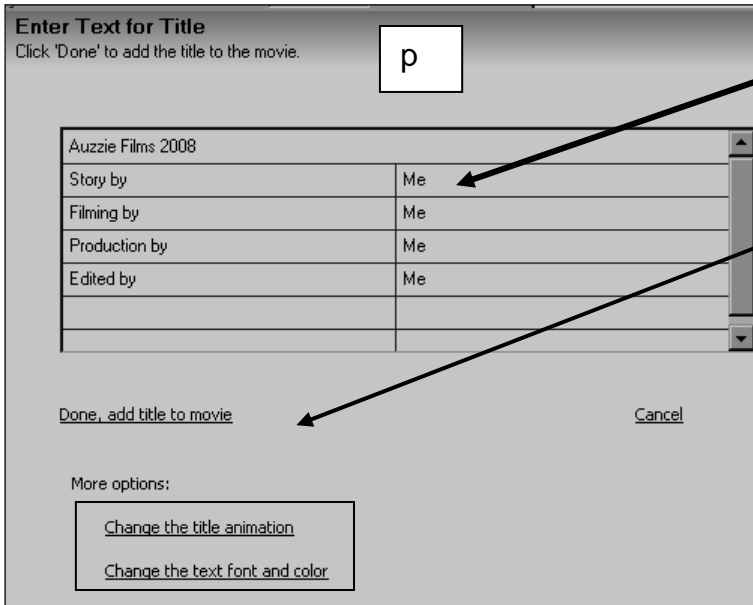 Enter Text for Title
Click 'Done' to add the title to the movie.
p
Auzzie Films 2008
Story by Me
Filming by Me
Production by Me
Edited by Me
Done, add title to movie Cancel
More options:
Change the title animation
Change the text font and color